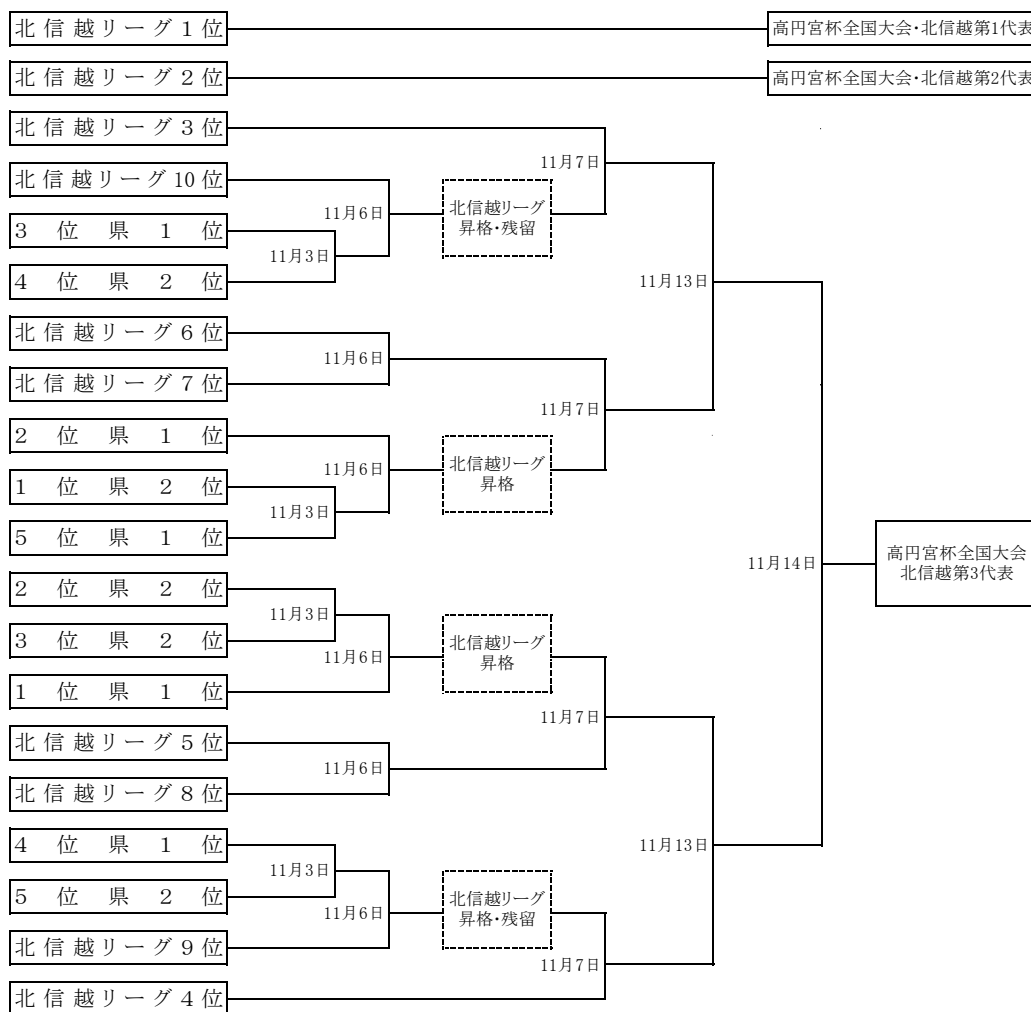 北信越リーグ1位
高円宮杯全国大会・北信越第1代表
北信越リーグ2位
高円宮杯全国大会・北信越第2代表
北信越リーグ3位
11月7日
北信越リーグ10位
11月6日
北信越リーグ
昇格・残留
3位県1位
11月3日
4位県2位
11月13日
北信越リーグ6位
11月6日
北信越リーグ7位
11月7日
2位県1位
11月6日
北信越リーグ
昇格
1位県2位
11月3日
5位県1位
11月14日
高円宮杯全国大会
北信越第3代表
2位県2位
11月3日
3位県2位
11月6日
北信越リーグ
昇格
1位県1位
11月7日
北信越リーグ5位
11月6日
北信越リーグ8位
4位県1位
11月13日
11月3日
5位県2位
11月6日
北信越リーグ
昇格・残留
北信越リーグ9位
11月7日
北信越リーグ4位